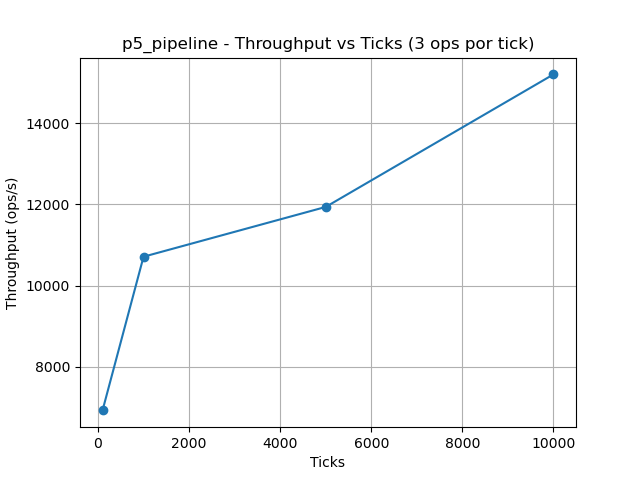 p5_pipeline - Throughput vs Ticks (3 ops por tick)
Throughput (ops/s)
14000
12000
10000
8000
0 2000 4000 6000 8000 10000
Ticks